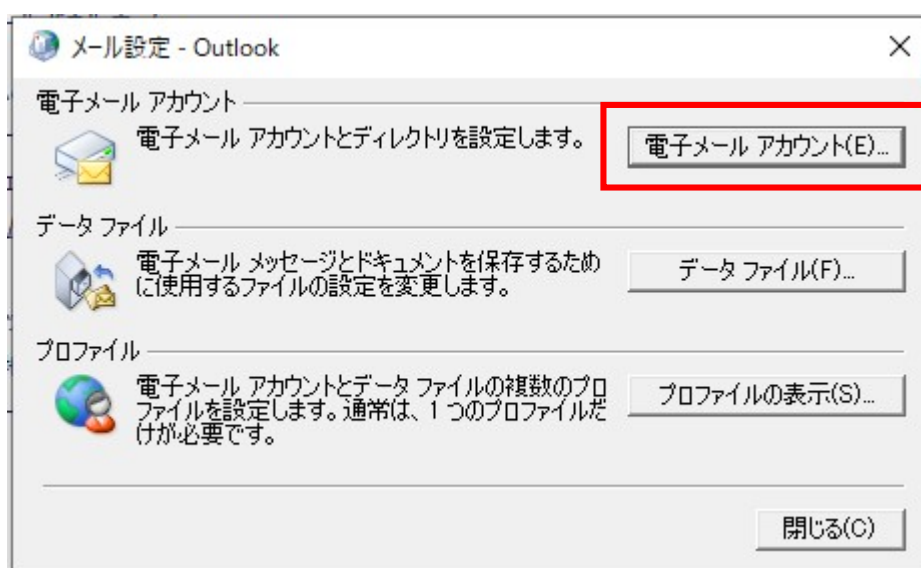 メール設定 - Outlook
電子メール アカウント
電子メール アカウントとディレクトリを設定します。
電子メール アカウント(E)...
データ ファイル
電子メール メッセージとドキュメントを保存するため
に使用するファイルの設定を変更します。
データ ファイル(F)...
プロファイル
電子メール アカウントとデータ ファイルの複数のプロ
ファイルを設定します。通常は、1 つのプロファイルだ
けが必要です。
プロファイルの表示(S)...
閉じる(C)